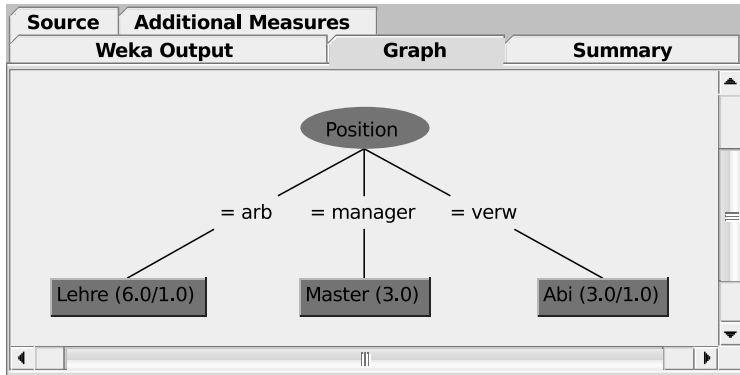 Source Additional Measures
Weka Output Graph Summary
Position
= arb = manager = verw
Lehre (6.0/1.0) Master (3.0) Abi (3.0/1.0)